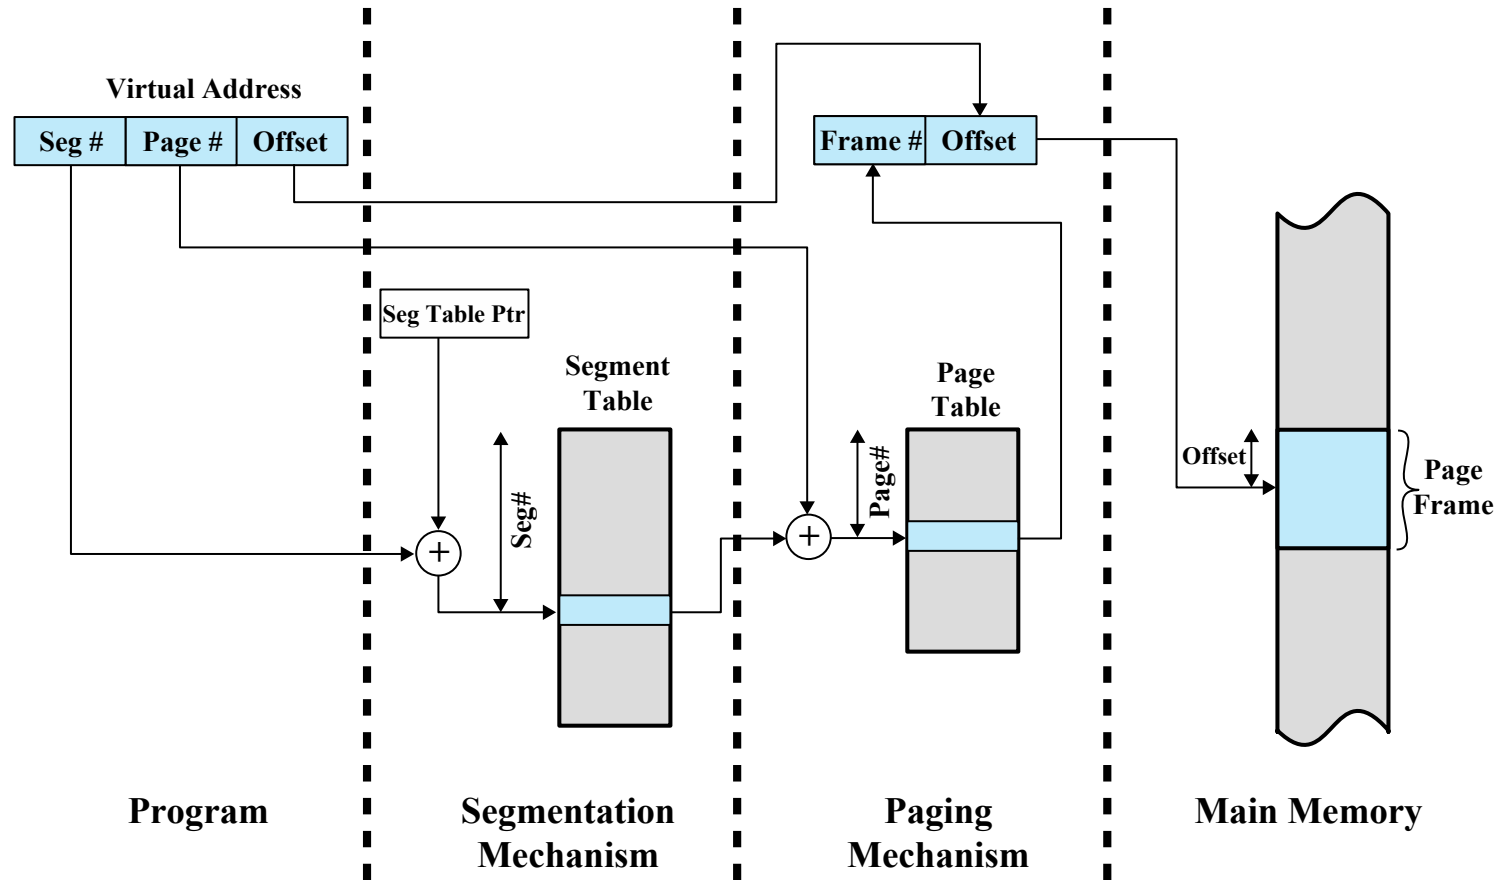 Virtual Address
Seg # Page # Offset
Frame # Offset
Seg Table Ptr
Segment
Table
Page
Table
+
Seg#
+
Page#
Offset
Page
Frame
Program
Segmentation
Mechanism
Paging
Mechanism
Main Memory